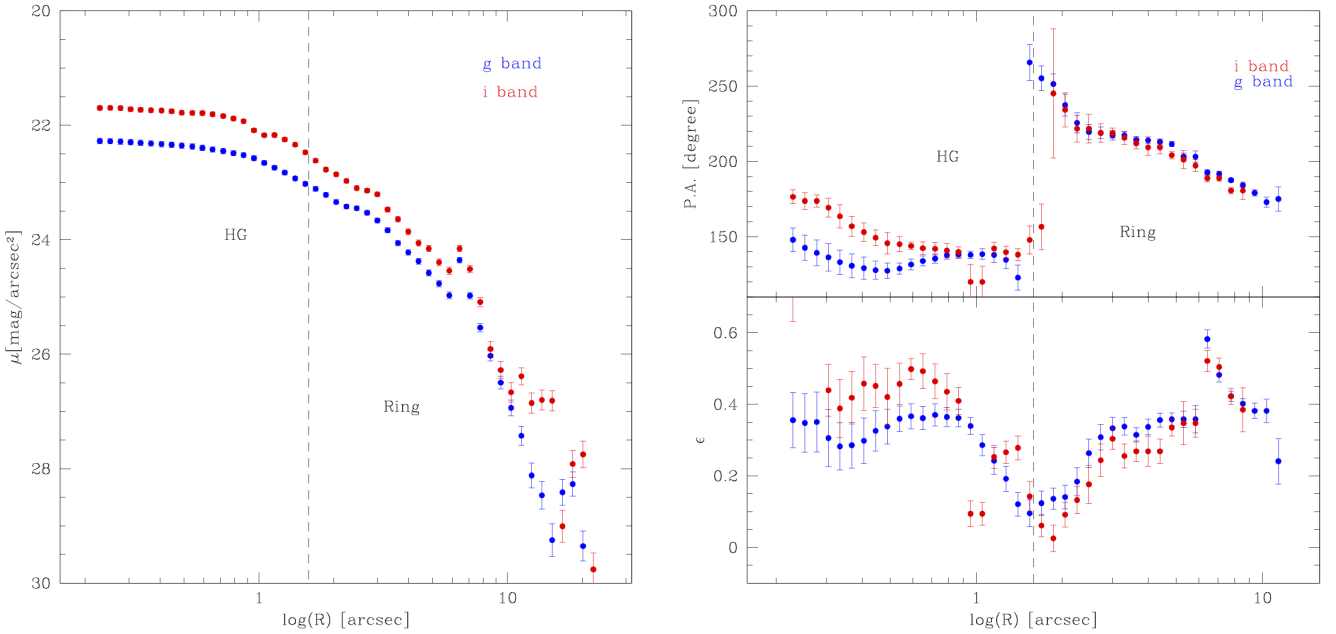 20
22
24
26
28
30
μ[mag/arcsec²]
g band
i band
HG
Ring
1
10
log(R) [arcsec]
300
250
200
150
P.A. [degree]
i band
g band
HG
Ring
0.6
0.4
0.2
0
ϵ
1
10
log(R) [arcsec]